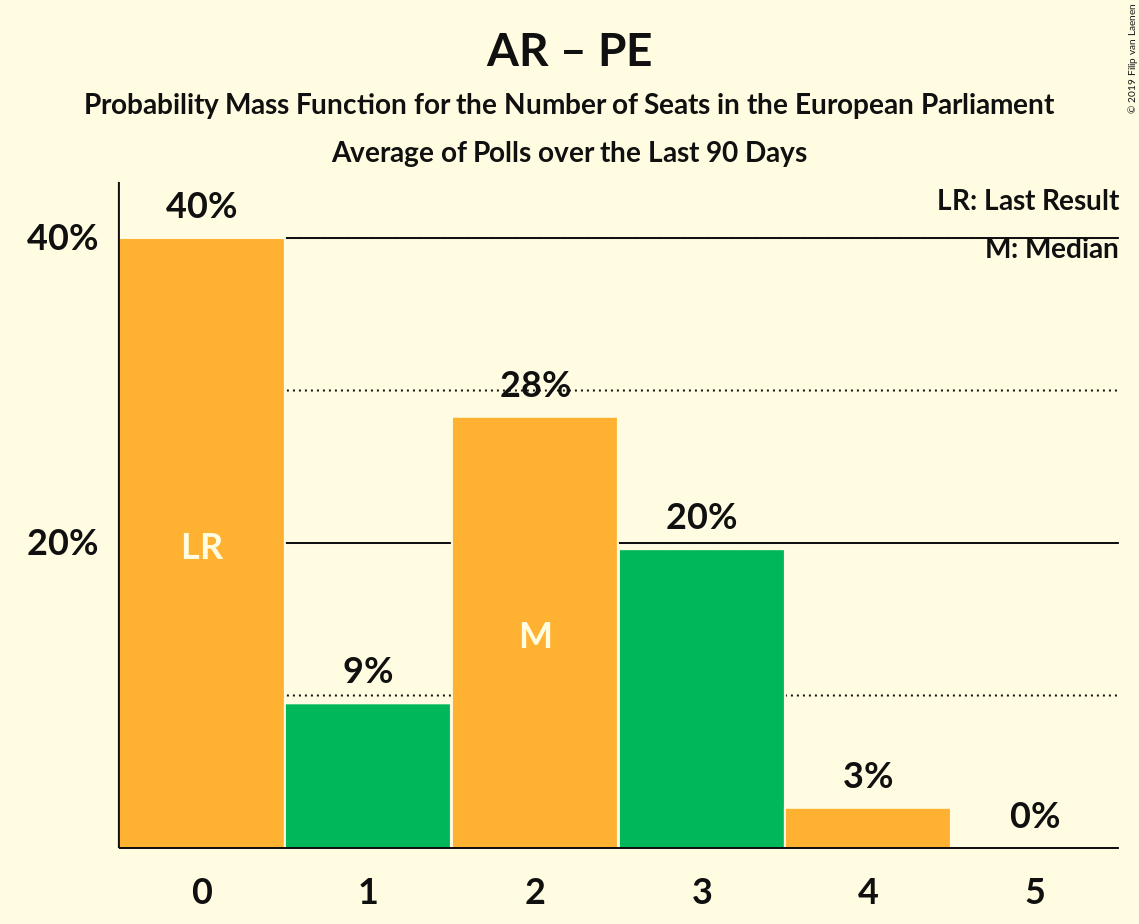 AR – PE
Probability Mass Function for the Number of Seats in the European Parliament
Average of Polls over the Last 90 Days
© 2019 Filip van Laenen
LR: Last Result
M: Median
40%
20%
40%
9%
28%
20%
3%
0%
LR
M
0 1 2 3 4 5